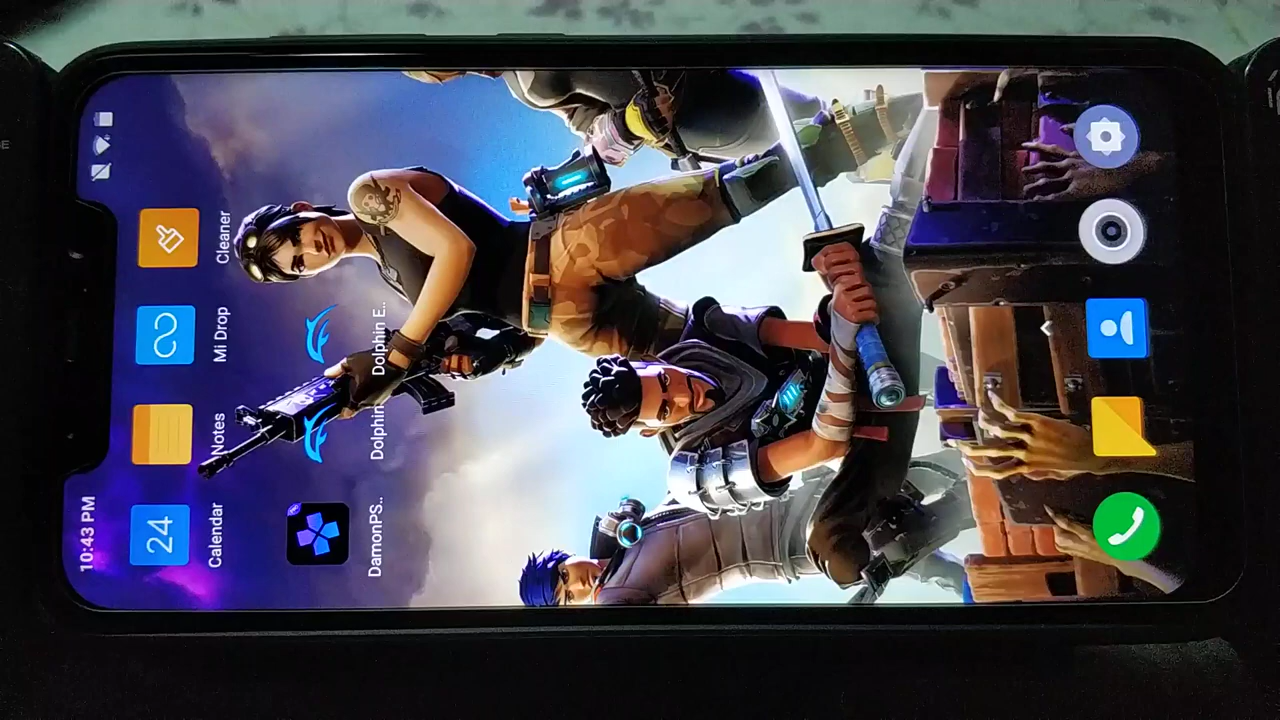 10:43 PM
24
Calendar
Notes
Mi Drop
Cleaner
DamonPS..
Dolphin
Dolphin E..